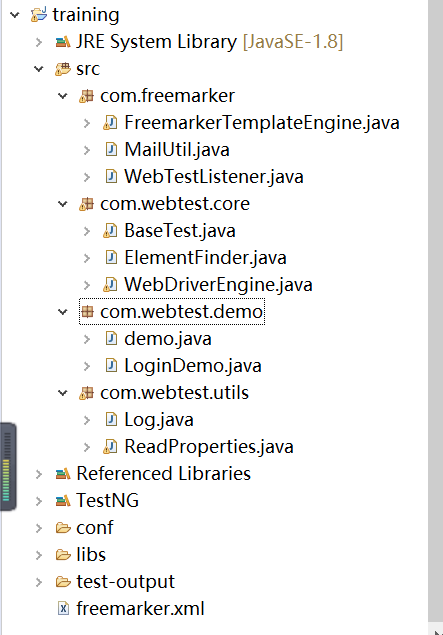 training
JRE System Library [JavaSE-1.8]
src
com.freemarker
FreemarkerTemplateEngine.java
MailUtil.java
WebTestListener.java
com.webtest.core
BaseTest.java
ElementFinder.java
WebDriverEngine.java
com.webtest.demo
demo.java
LoginDemo.java
com.webtest.utils
Log.java
ReadProperties.java
Referenced Libraries
TestNG
conf
libs
test-output
freemarker.xml